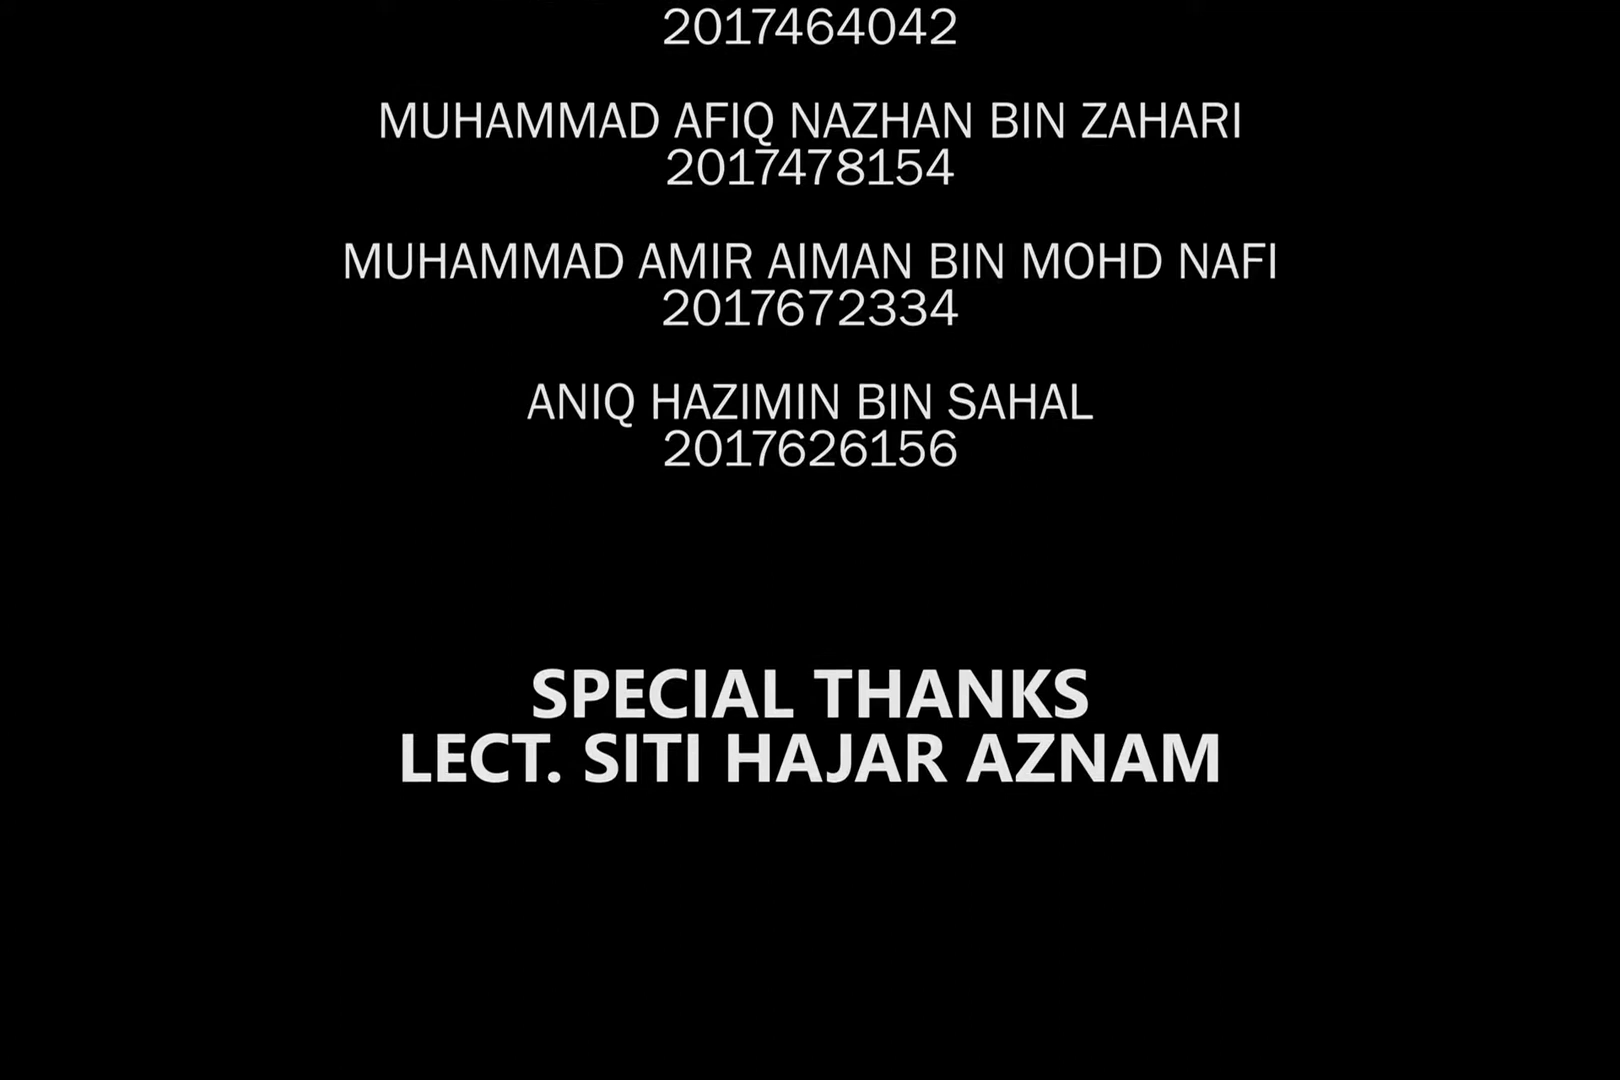 2017464042
MUHAMMAD AFIQ NAZHAN BIN ZAHARI
2017478154
MUHAMMAD AMIR AIMAN BIN MOHD NAFI
2017672334
ANIQ HAZIMIN BIN SAHAL
2017626156
SPECIAL THANKS
LECT. SITI HAJAR AZNAM